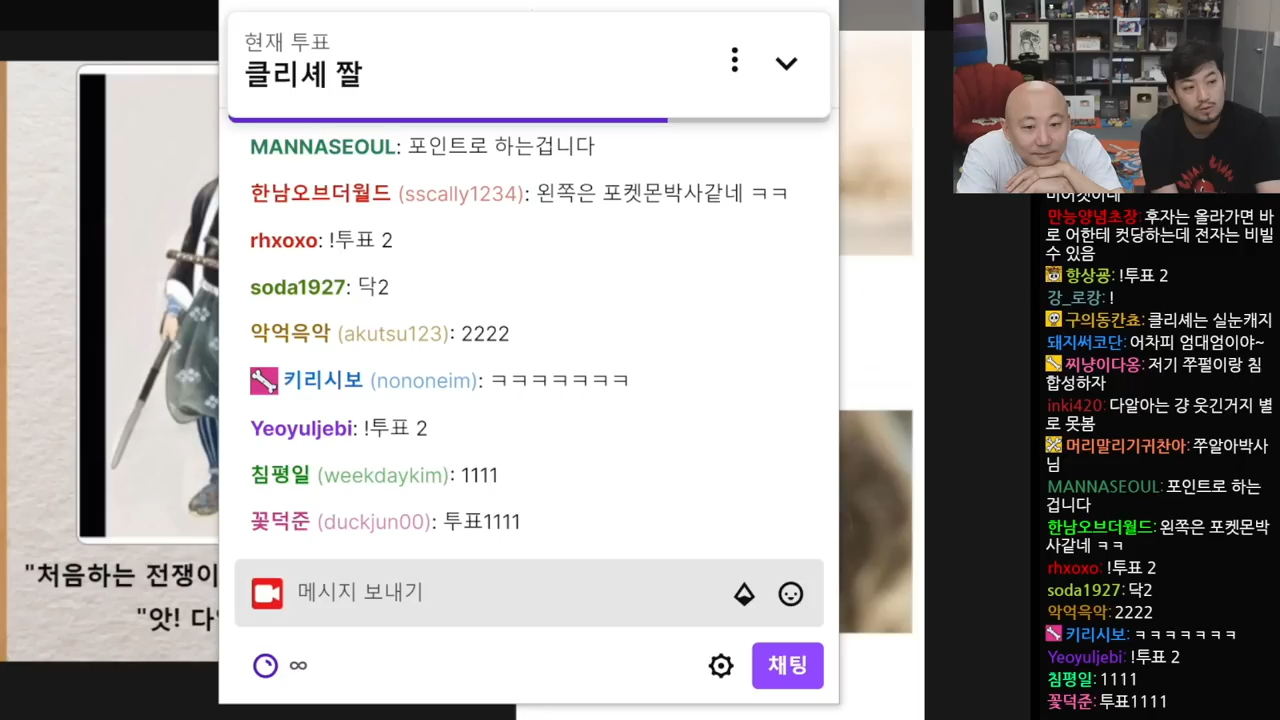 현재 투표
클리셰 짤
MANNASEOUL: 포인트로 하는겁니다
한남오브더월드 (sscally1234): 왼쪽은 포켓몬박사같네 ㅋㅋ
rhxoxo: !투표 2
soda1927: 닥2
악억윽악 (akutsu123): 2222
키리시보 (nononeim): ㅋㅋㅋㅋㅋㅋㅋ
Yeoyuljebi: !투표 2
침평일 (weekdaykim): 1111
꽃덕준 (duckjun00): 투표1111
메시지 보내기
∞
채팅
"처음하는 전쟁이
"앗! 다
만능양념초장: 후자는 올라가면 바
로 어한테 컷당하는데 전자는 비빌
수 있음
항상굥: !투표 2
강_로캉: !
구의동칸쵸: 클리셰는 실눈캐지
돼지써코단: 어차피 엄대엄이야~
찌냥이다옹: 저기 쭈펄이랑 침
합성하자
inki420: 다알아는 걍 웃긴거지 별
로 못봄
머리말리기귀찬아: 쭈알아박사
님
MANNASEOUL: 포인트로 하는
겁니다
한남오브더월드: 왼쪽은 포켓몬박
사같네 ㅋㅋ
rhxoxo: !투표 2
soda1927: 닥2
악억윽악: 2222
키리시보: ㅋㅋㅋㅋㅋㅋㅋ
Yeoyuljebi: !투표 2
침평일: 1111
꽃덕준: 투표1111